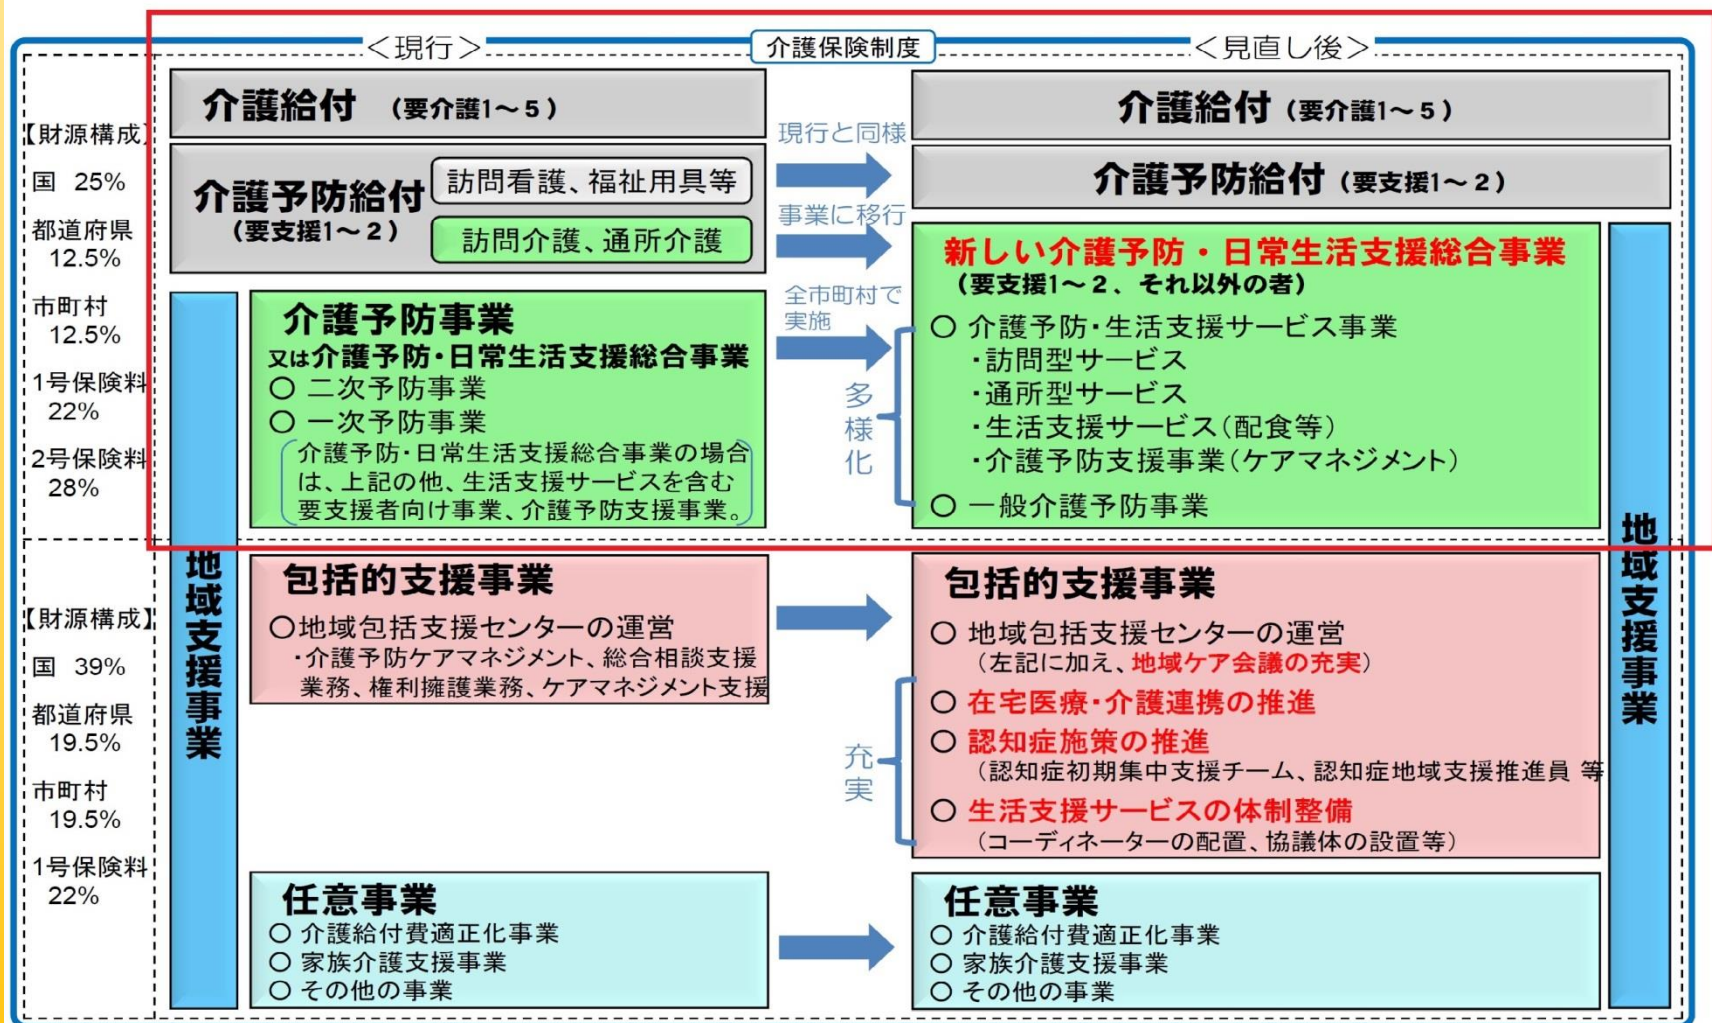 ＜現行＞
介護保険制度
＜見直し後＞
【財源構成】
国 25%
都道府県
12.5%
市町村
12.5%
1号保険料
22%
2号保険料
28%
【財源構成】
国 39%
都道府県
19.5%
市町村
19.5%
1号保険料
22%
介護給付 (要介護1～5)
介護予防給付
(要支援1～2)
訪問看護、福祉用具等
訪問介護、通所介護
地域支援事業
介護予防事業
又は介護予防・日常生活支援総合事業
○ 二次予防事業
○ 一次予防事業
介護予防・日常生活支援総合事業の場合
は、上記の他、生活支援サービスを含む
要支援者向け事業、介護予防支援事業。
包括的支援事業
○地域包括支援センターの運営
・介護予防ケアマネジメント、総合相談支援
業務、権利擁護業務、ケアマネジメント支援
任意事業
○ 介護給付費適正化事業
○ 家族介護支援事業
○ その他の事業
現行と同様
事業に移行
全市町村で
実施
多様化
充実
介護給付 (要介護1～5)
介護予防給付 (要支援1～2)
新しい介護予防・日常生活支援総合事業
(要支援1～2、それ以外の者)
○ 介護予防・生活支援サービス事業
・訪問型サービス
・通所型サービス
・生活支援サービス(配食等)
・介護予防支援事業(ケアマネジメント)
○ 一般介護予防事業
包括的支援事業
○ 地域包括支援センターの運営
(左記に加え、地域ケア会議の充実)
○ 在宅医療・介護連携の推進
○ 認知症施策の推進
(認知症初期集中支援チーム、認知症地域支援推進員 等
○ 生活支援サービスの体制整備
(コーディネーターの配置、協議体の設置等)
任意事業
○ 介護給付費適正化事業
○ 家族介護支援事業
○ その他の事業
地域支援事業